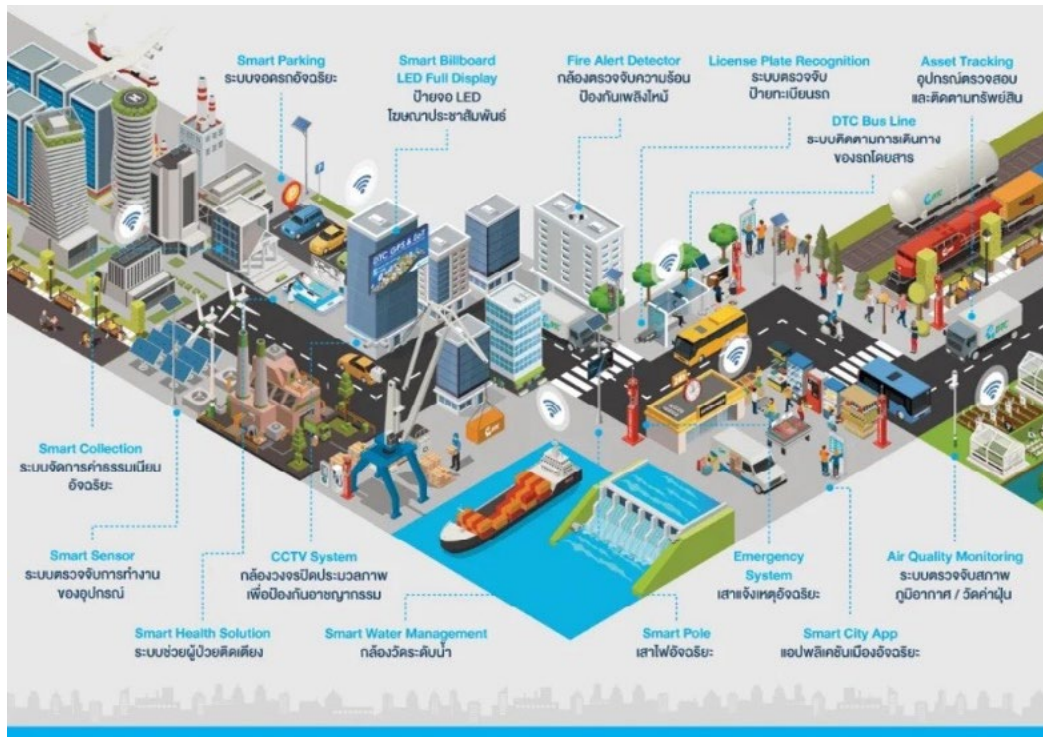 Smart Parking
ระบบจอดรถอัจฉริยะ
Smart Billboard
LED Full Display
ป้ายจอ LED
โฆษณาประชาสัมพันธ์
Fire Alert Detector
กล้องตรวจจับความร้อน
ป้องกันเพลิงไหม้
License Plate Recognition
ระบบตรวจจับ
ป้ายทะเบียนรถ
Asset Tracking
อุปกรณ์ตรวจสอบ
และติดตามทรัพย์สิน
DTC Bus Line
ระบบติดตามการเดินทาง
ของรถโดยสาร
DTC GPS & IoT
Smart Collection
ระบบจัดการค่าธรรมเนียม
อัจฉริยะ
Smart Sensor
ระบบตรวจจับการทำงาน
ของอุปกรณ์
CCTV System
กล้องวงจรปิดประมวลภาพ
เพื่อป้องกันอาชญากรรม
Emergency
System
เสาแจ้งเหตุอัจฉริยะ
Air Quality Monitoring
ระบบตรวจจับสภาพ
ภูมิอากาศ / วัดค่าฝุ่น
Smart Health Solution
ระบบช่วยผู้ป่วยติดเตียง
Smart Water Management
กล้องวัดระดับน้ำ
Smart Pole
เสาไฟอัจฉริยะ
Smart City App
แอปพลิเคชันเมืองอัจฉริยะ